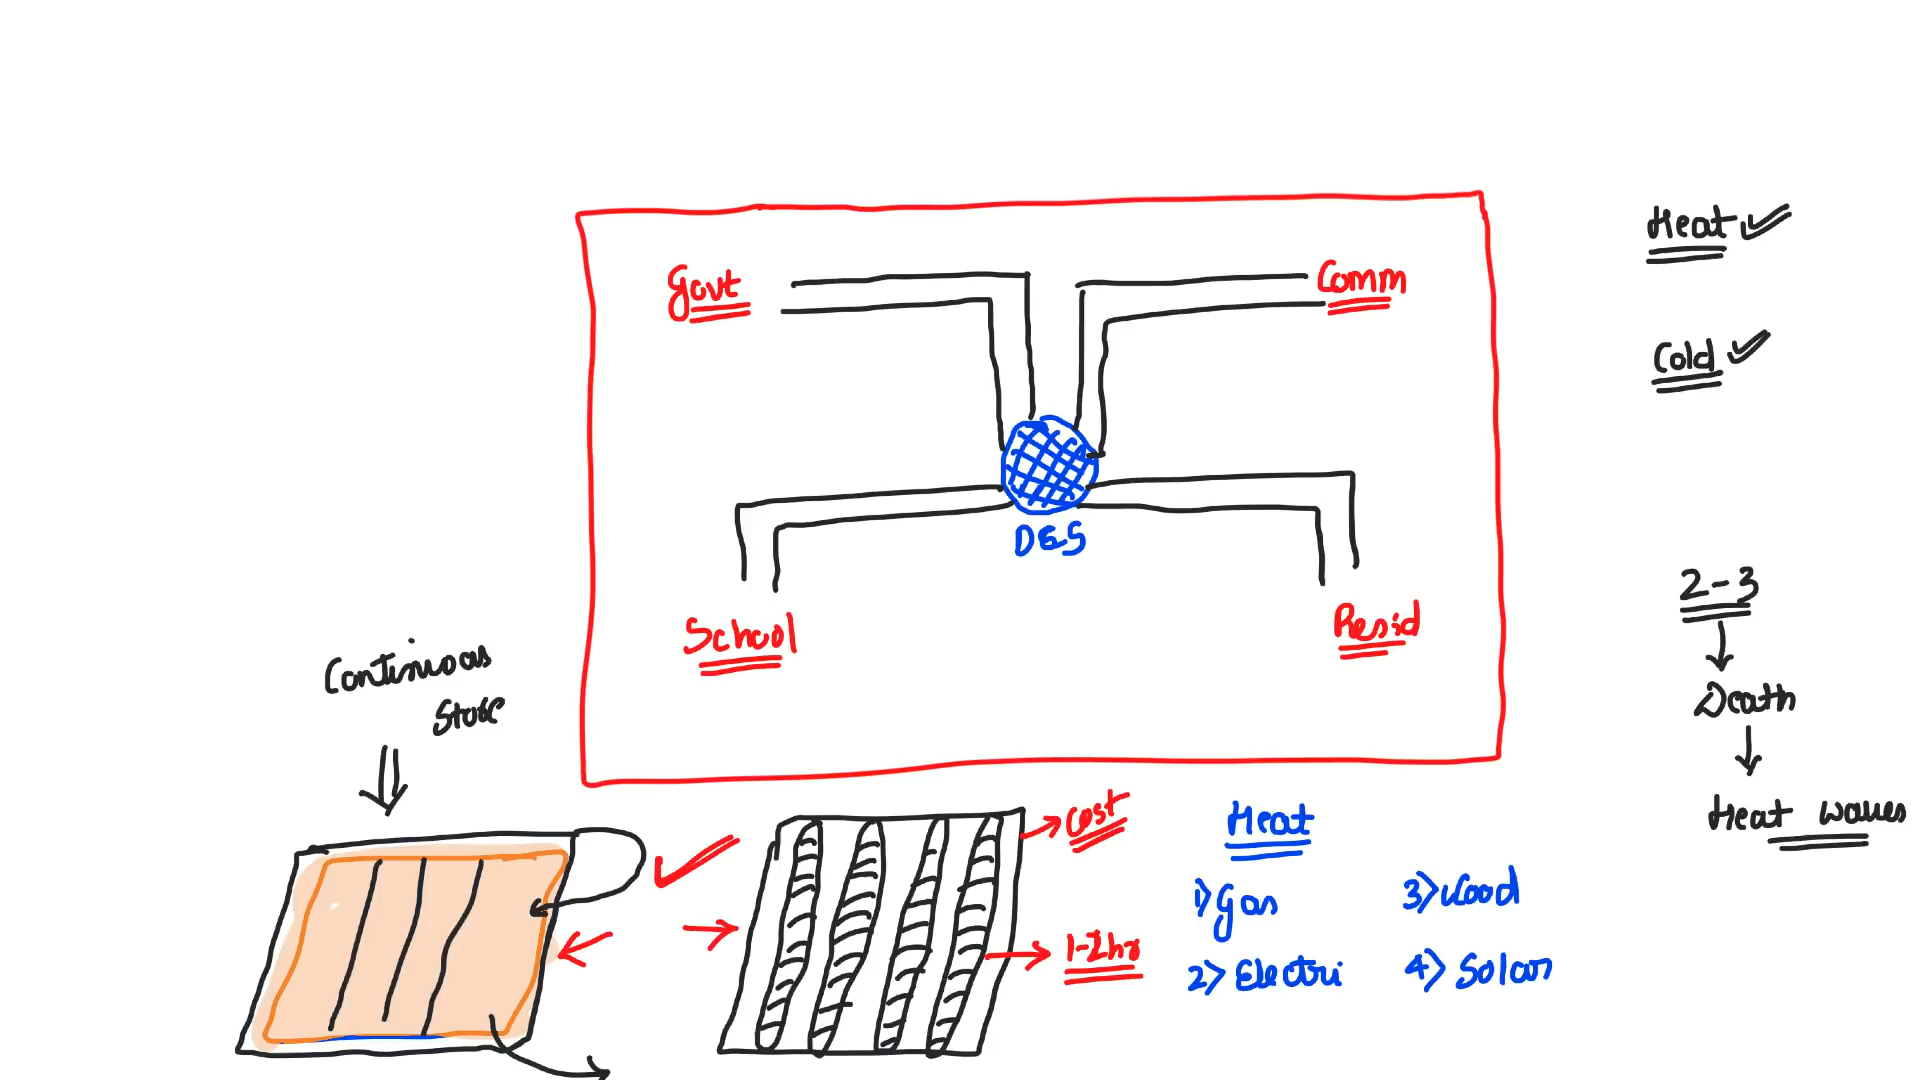 Heat
Govt
Comm
Cold
DES
2-3
School
Resid
Continuous
State
Death
Heat waves
Cost
Heat
1) Gas
3) Wood
1-2hr
2) Electri
4) Solar